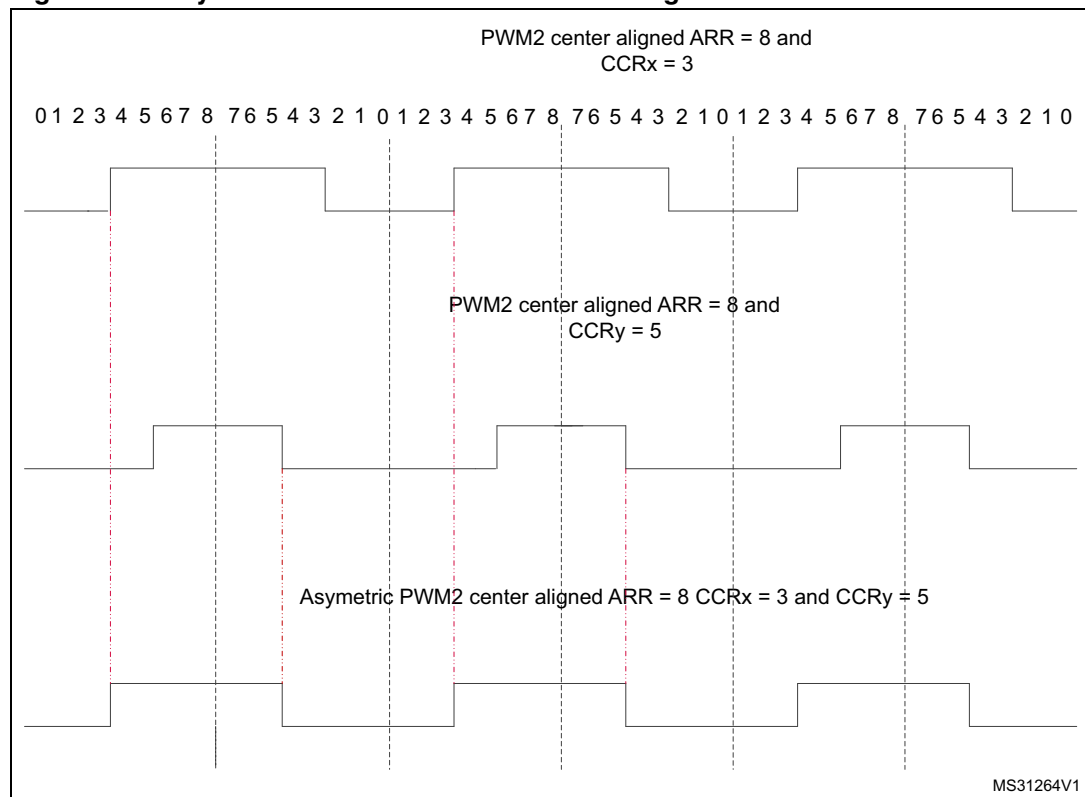 PWM2 center aligned ARR = 8 and
CCRx = 3
0 1 2 3 4 5 6 7 8 7 6 5 4 3 2 1 0 1 2 3 4 5 6 7 8 7 6 5 4 3 2 1 0 1 2 3 4 5 6 7 8 7 6 5 4 3 2 1 0
PWM2 center aligned ARR = 8 and
CCRy = 5
Asymetric PWM2 center aligned ARR = 8 CCRx = 3 and CCRy = 5
MS31264V1